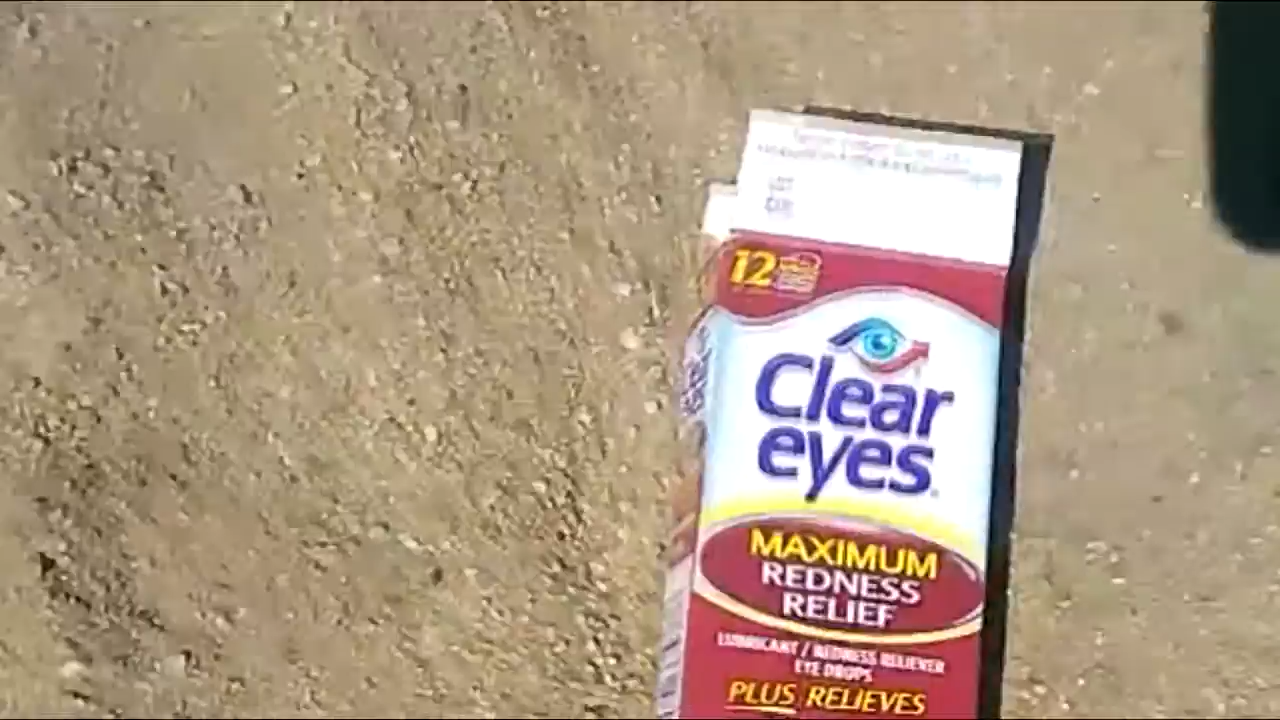 12
Clear
eyes
MAXIMUM
REDNESS
RELIEF
LUBRICANT / REDNESS RELIEVER
EYE DROPS
PLUS RELIEVES